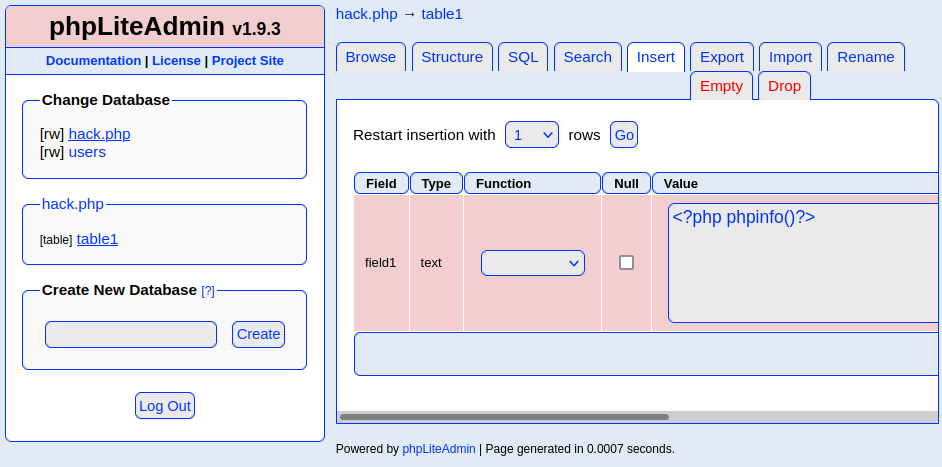 phpLiteAdmin v1.9.3
Documentation | License | Project Site
Change Database
[rw] hack.php
[rw] users
hack.php
[table] table1
Create New Database [?]
Create
Log Out
hack.php → table1
Browse Structure SQL Search Insert Export Import Rename
Empty Drop
Restart insertion with 1 rows Go
Field Type Function Null Value
field1 text
<?php phpinfo()?>
Powered by phpLiteAdmin | Page generated in 0.0007 seconds.